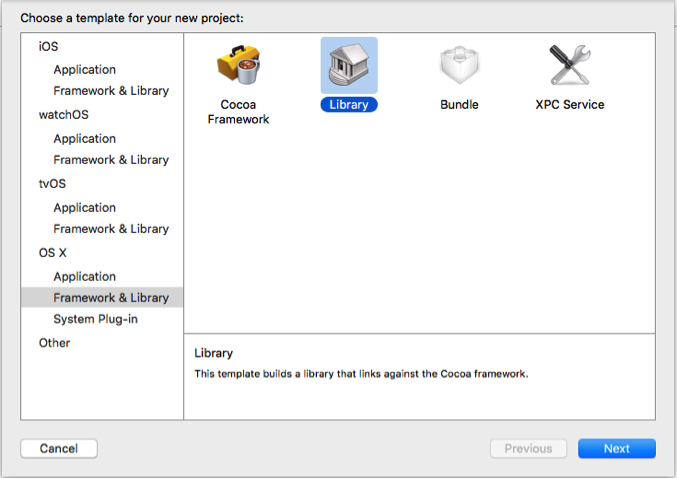 Choose a template for your new project:
iOS
Application
Framework & Library
watchOS
Application
Framework & Library
tvOS
Application
Framework & Library
OS X
Application
Framework & Library
System Plug-in
Other
Cocoa
Framework
Library
Bundle
XPC Service
Library
This template builds a library that links against the Cocoa framework.
Cancel
Previous
Next